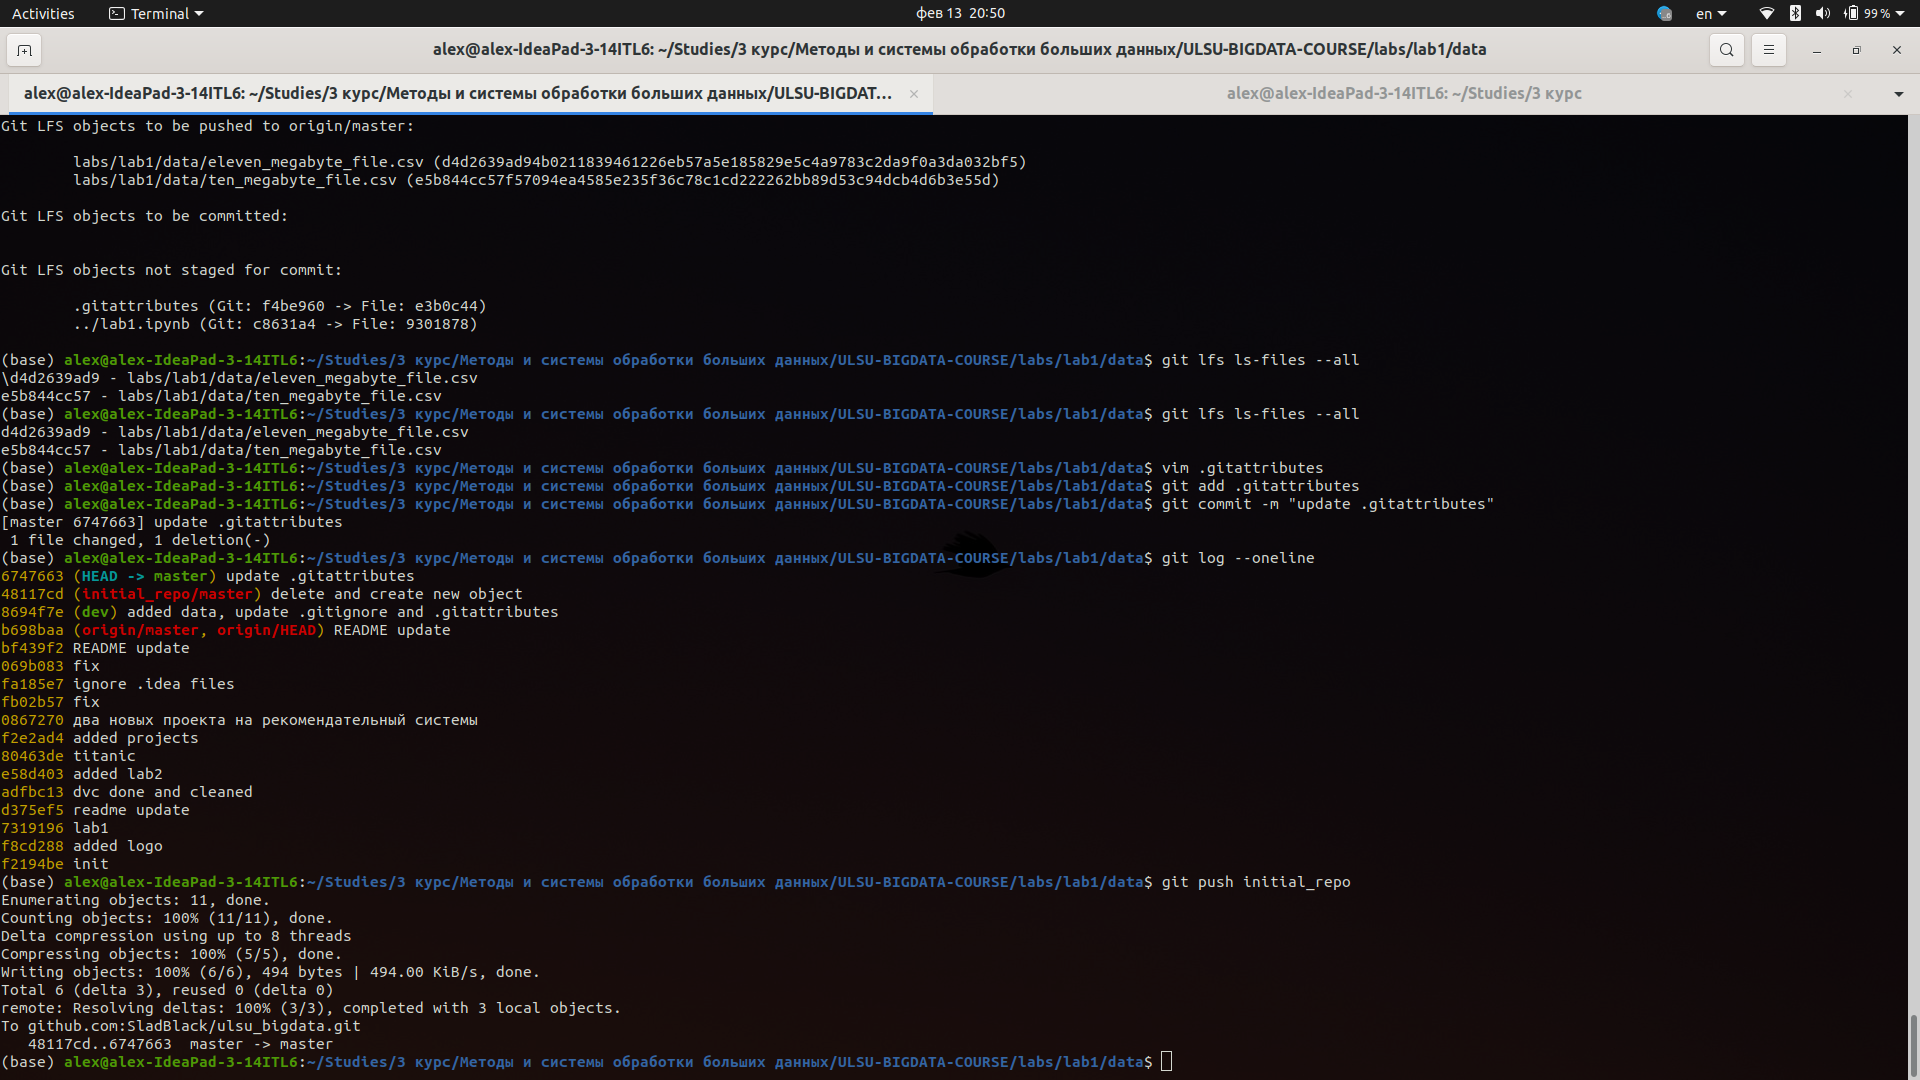 Activities Terminal фев 13 20:50 en 99 %
alex@alex-IdeaPad-3-14ITL6: ~/Studies/3 курс/Методы и системы обработки больших данных/ULSU-BIGDATA-COURSE/labs/lab1/data
alex@alex-IdeaPad-3-14ITL6: ~/Studies/3 курс/Методы и системы обработки больших данных/ULSU-BIGDAT... alex@alex-IdeaPad-3-14ITL6: ~/Studies/3 курс
Git LFS objects to be pushed to origin/master:
labs/lab1/data/eleven_megabyte_file.csv (d4d2639ad94b0211839461226eb57a5e185829e5c4a9783c2da9f0a3da032bf5)
labs/lab1/data/ten_megabyte_file.csv (e5b844cc57f57094ea4585e235f36c78c1cd222262bb89d53c94dcb4d6b3e55d)
Git LFS objects to be committed:
Git LFS objects not staged for commit:
.gitattributes (Git: f4be960 -> File: e3b0c44)
../lab1.ipynb (Git: c8631a4 -> File: 9301878)
(base) alex@alex-IdeaPad-3-14ITL6:~/Studies/3 курс/Методы и системы обработки больших данных/ULSU-BIGDATA-COURSE/labs/lab1/data$ git lfs ls-files --all
\d4d2639ad9 - labs/lab1/data/eleven_megabyte_file.csv
e5b844cc57 - labs/lab1/data/ten_megabyte_file.csv
(base) alex@alex-IdeaPad-3-14ITL6:~/Studies/3 курс/Методы и системы обработки больших данных/ULSU-BIGDATA-COURSE/labs/lab1/data$ git lfs ls-files --all
d4d2639ad9 - labs/lab1/data/eleven_megabyte_file.csv
e5b844cc57 - labs/lab1/data/ten_megabyte_file.csv
(base) alex@alex-IdeaPad-3-14ITL6:~/Studies/3 курс/Методы и системы обработки больших данных/ULSU-BIGDATA-COURSE/labs/lab1/data$ vim .gitattributes
(base) alex@alex-IdeaPad-3-14ITL6:~/Studies/3 курс/Методы и системы обработки больших данных/ULSU-BIGDATA-COURSE/labs/lab1/data$ git add .gitattributes
(base) alex@alex-IdeaPad-3-14ITL6:~/Studies/3 курс/Методы и системы обработки больших данных/ULSU-BIGDATA-COURSE/labs/lab1/data$ git commit -m "update .gitattributes"
[master 6747663] update .gitattributes
1 file changed, 1 deletion(-)
(base) alex@alex-IdeaPad-3-14ITL6:~/Studies/3 курс/Методы и системы обработки больших данных/ULSU-BIGDATA-COURSE/labs/lab1/data$ git log --oneline
6747663 (HEAD -> master) update .gitattributes
48117cd (initial_repo/master) delete and create new object
8694f7e (dev) added data, update .gitignore and .gitattributes
b698baa (origin/master, origin/HEAD) README update
bf439f2 README update
069b083 fix
fa185e7 ignore .idea files
fb02b57 fix
0867270 два новых проекта на рекомендательный системы
f2e2ad4 added projects
80463de titanic
e58d403 added lab2
adfbc13 dvc done and cleaned
d375ef5 readme update
7319196 lab1
f8cd288 added logo
f2194be init
(base) alex@alex-IdeaPad-3-14ITL6:~/Studies/3 курс/Методы и системы обработки больших данных/ULSU-BIGDATA-COURSE/labs/lab1/data$ git push initial_repo
Enumerating objects: 11, done.
Counting objects: 100% (11/11), done.
Delta compression using up to 8 threads
Compressing objects: 100% (5/5), done.
Writing objects: 100% (6/6), 494 bytes | 494.00 KiB/s, done.
Total 6 (delta 3), reused 0 (delta 0)
remote: Resolving deltas: 100% (3/3), completed with 3 local objects.
To github.com:SladBlack/ulsu_bigdata.git
48117cd..6747663 master -> master
(base) alex@alex-IdeaPad-3-14ITL6:~/Studies/3 курс/Методы и системы обработки больших данных/ULSU-BIGDATA-COURSE/labs/lab1/data$